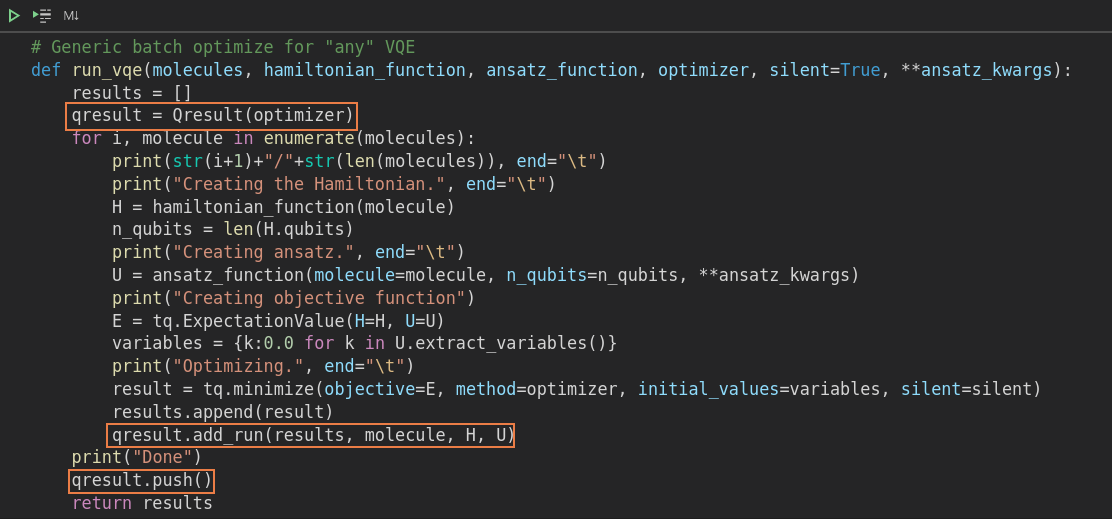 M↓
# Generic batch optimize for "any" VQE
def run_vqe(molecules, hamiltonian_function, ansatz_function, optimizer, silent=True, **ansatz_kwargs):
    results = []
    qresult = Qresult(optimizer)
    for i, molecule in enumerate(molecules):
        print(str(i+1)+"/"+str(len(molecules)), end="\t")
        print("Creating the Hamiltonian.", end="\t")
        H = hamiltonian_function(molecule)
        n_qubits = len(H.qubits)
        print("Creating ansatz.", end="\t")
        U = ansatz_function(molecule=molecule, n_qubits=n_qubits, **ansatz_kwargs)
        print("Creating objective function")
        E = tq.ExpectationValue(H=H, U=U)
        variables = {k:0.0 for k in U.extract_variables()}
        print("Optimizing.", end="\t")
        result = tq.minimize(objective=E, method=optimizer, initial_values=variables, silent=silent)
        results.append(result)
        qresult.add_run(results, molecule, H, U)
    print("Done")
    qresult.push()
    return results